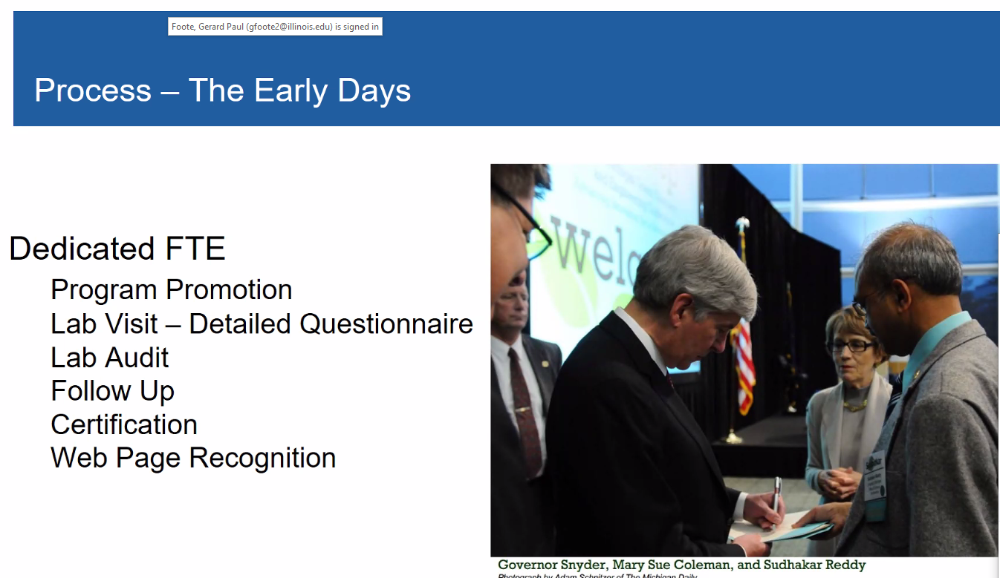 Foote, Gerard Paul (gfoote2@illinois.edu) is signed in
Process – The Early Days
Dedicated FTE
Program Promotion
Lab Visit – Detailed Questionnaire
Lab Audit
Follow Up
Certification
Web Page Recognition
welc
Sudhakar
Governor Snyder, Mary Sue Coleman, and Sudhakar Reddy
Photograph by Adam Schnitzer of The Michigan Daily